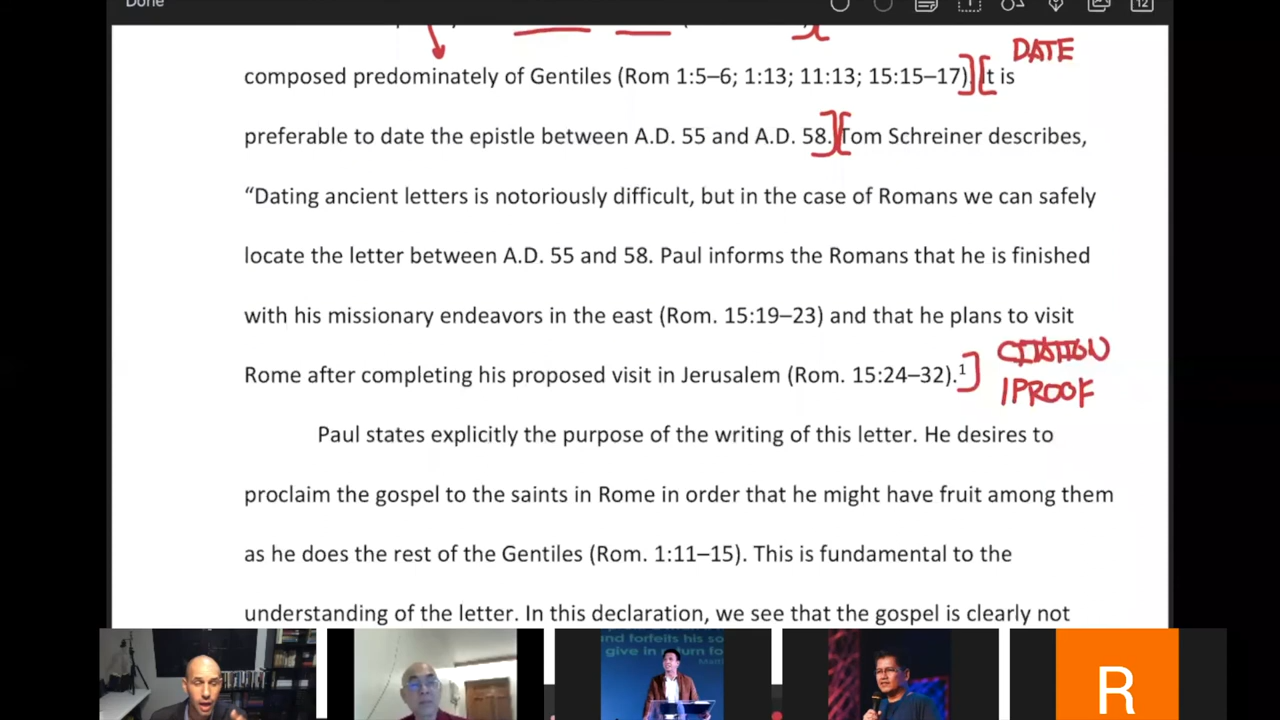 Done
12
DATE
composed predominately of Gentiles (Rom 1:5–6; 1:13; 11:13; 15:15–17). It is
preferable to date the epistle between A.D. 55 and A.D. 58. Tom Schreiner describes,
“Dating ancient letters is notoriously difficult, but in the case of Romans we can safely
locate the letter between A.D. 55 and 58. Paul informs the Romans that he is finished
with his missionary endeavors in the east (Rom. 15:19–23) and that he plans to visit
CITATION
Rome after completing his proposed visit in Jerusalem (Rom. 15:24–32).¹
/PROOF
Paul states explicitly the purpose of the writing of this letter. He desires to
proclaim the gospel to the saints in Rome in order that he might have fruit among them
as he does the rest of the Gentiles (Rom. 1:11–15). This is fundamental to the
understanding of the letter. In this declaration, we see that the gospel is clearly not
and forfeits his so
give in return fo
R